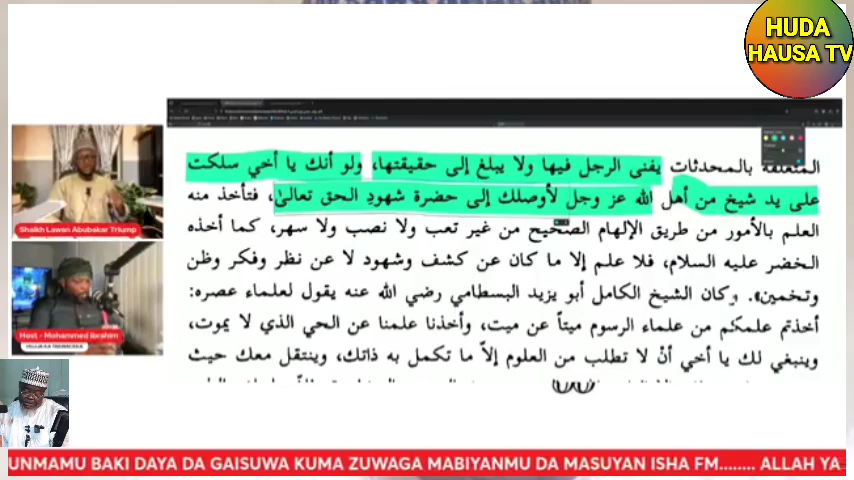 HUDA
HAUSA TV
المتعلقة بالمحدثات يفنى الرجل فيها ولا يبلغ إلى حقيقتها، ولو أنك يا أخي سلكت
على يد شيخ من أهل الله عز وجل لأوصلك إلى حضرة شهودِ الحق تعالىٰ، فتأخذ منه
العلم بالأمور من طريق الإلهام الصحيح من غير تعب ولا نصب ولا سهر، كما أخذه
الخضر عليه السلام، فلا علم إلا ما كان عن كشف وشهود لا عن نظر وفكر وظن
وتخمين». وكان الشيخ الكامل أبو يزيد البسطامي رضي الله عنه يقول لعلماء عصره:
أخذتم علمكم من علماء الرسوم ميتاً عن ميت، وأخذنا علمنا عن الحي الذي لا يموت،
وينبغي لك يا أخي أنْ لا تطلب من العلوم إلاّ ما تكمل به ذاتك، وينتقل معك حيث
Shaikh Lawan Abubakar Triump
Host - Mohammed Ibrahim
UNMAMU BAKI DAYA DA GAISUWA KUMA ZUWAGA MABIYANMU DA MASUYAN ISHA FM........ ALLAH YA